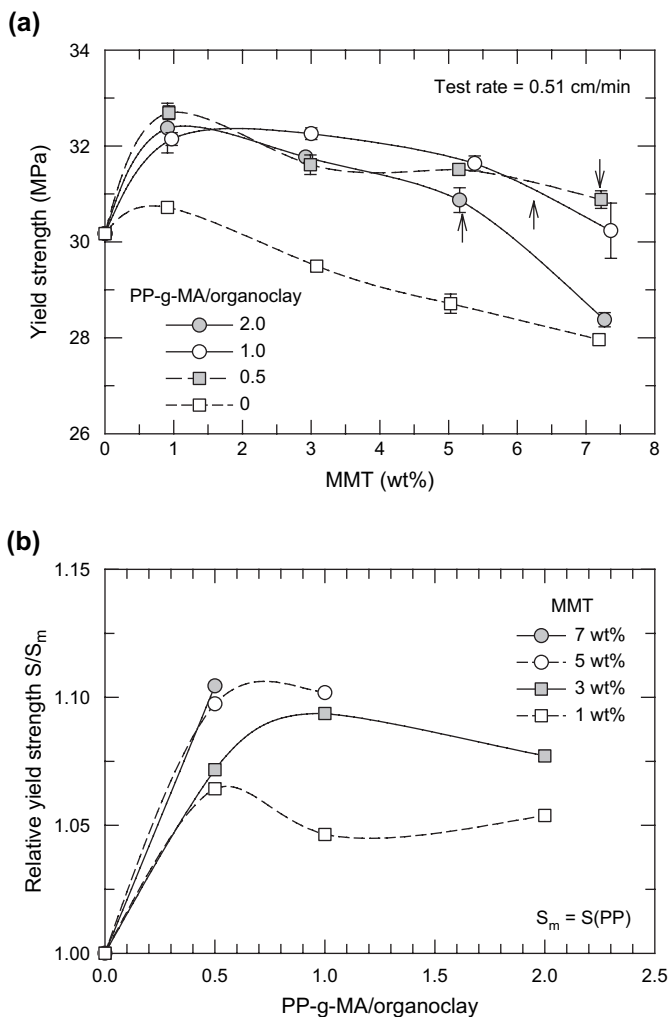 (a)
34
32
30
28
26
Yield strength (MPa)
Test rate = 0.51 cm/min
PP-g-MA/organoclay
2.0
1.0
0.5
0
0 1 2 3 4 5 6 7 8
MMT (wt%)
(b)
1.15
1.10
1.05
1.00
Relative yield strength S/Sm
MMT
7 wt%
5 wt%
3 wt%
1 wt%
Sm = S(PP)
0.0 0.5 1.0 1.5 2.0 2.5
PP-g-MA/organoclay